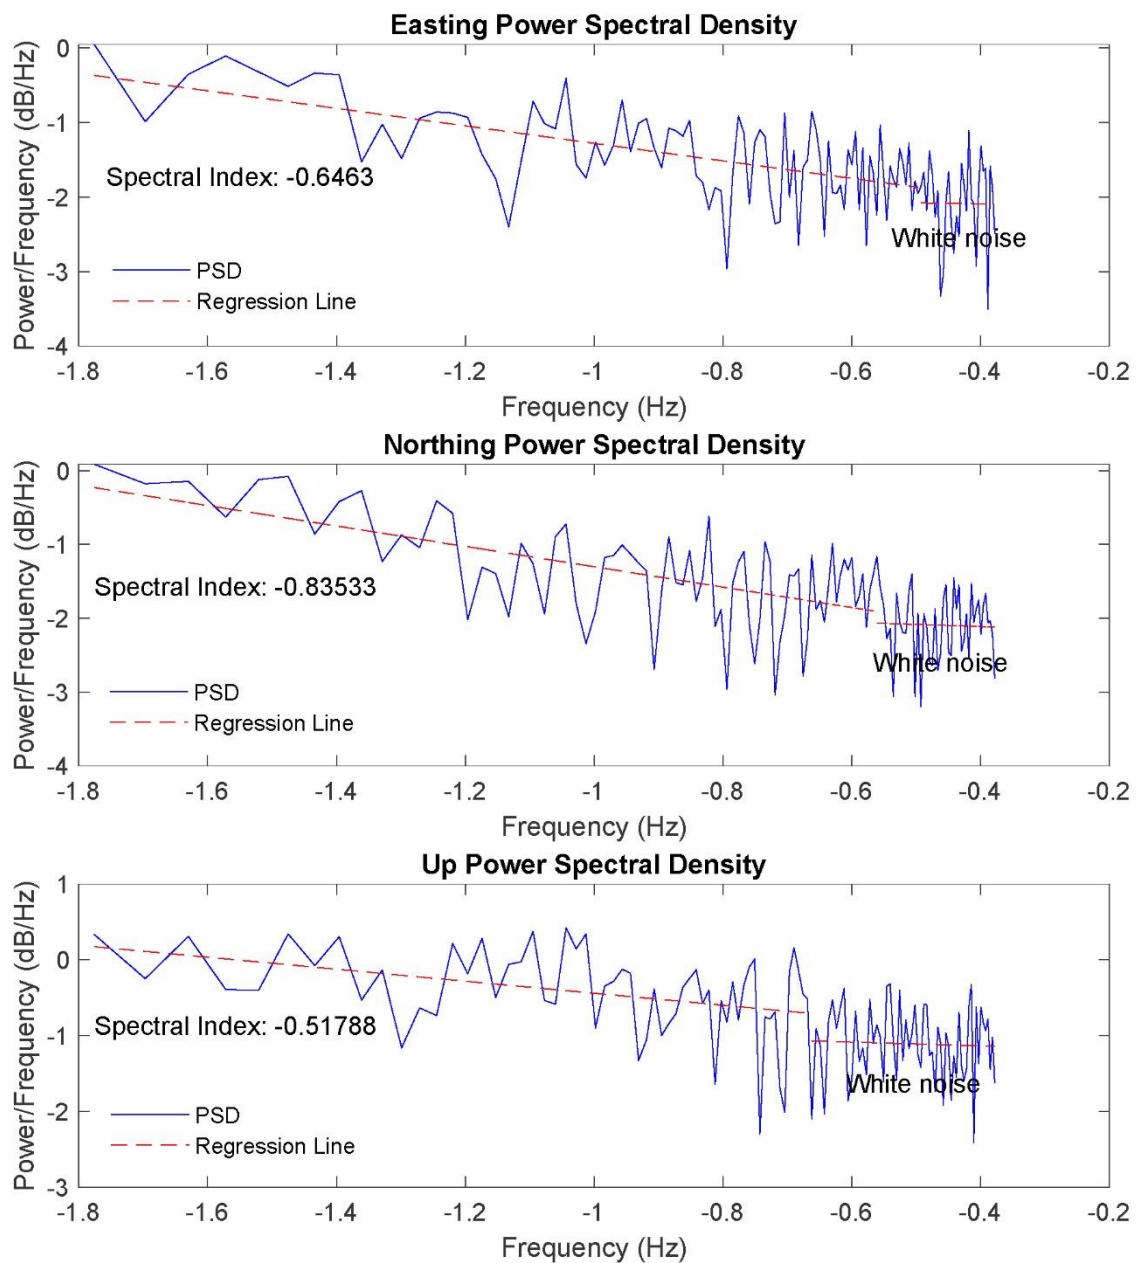 Easting Power Spectral Density
Power/Frequency (dB/Hz)
0
-1
-2
-3
-4
Spectral Index: -0.6463
White noise
PSD
Regression Line
-1.8 -1.6 -1.4 -1.2 -1 -0.8 -0.6 -0.4 -0.2
Frequency (Hz)
Northing Power Spectral Density
Power/Frequency (dB/Hz)
0
-1
-2
-3
-4
Spectral Index: -0.83533
White noise
PSD
Regression Line
-1.8 -1.6 -1.4 -1.2 -1 -0.8 -0.6 -0.4 -0.2
Frequency (Hz)
Up Power Spectral Density
Power/Frequency (dB/Hz)
1
0
-1
-2
-3
Spectral Index: -0.51788
White noise
PSD
Regression Line
-1.8 -1.6 -1.4 -1.2 -1 -0.8 -0.6 -0.4 -0.2
Frequency (Hz)